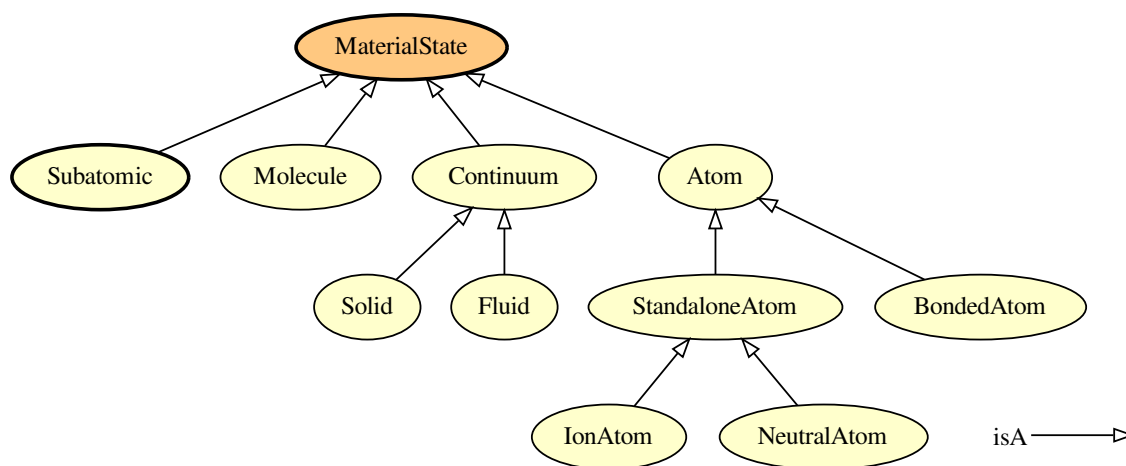 MaterialState
Subatomic
Molecule
Continuum
Atom
Solid
Fluid
StandaloneAtom
BondedAtom
IonAtom
NeutralAtom
isA